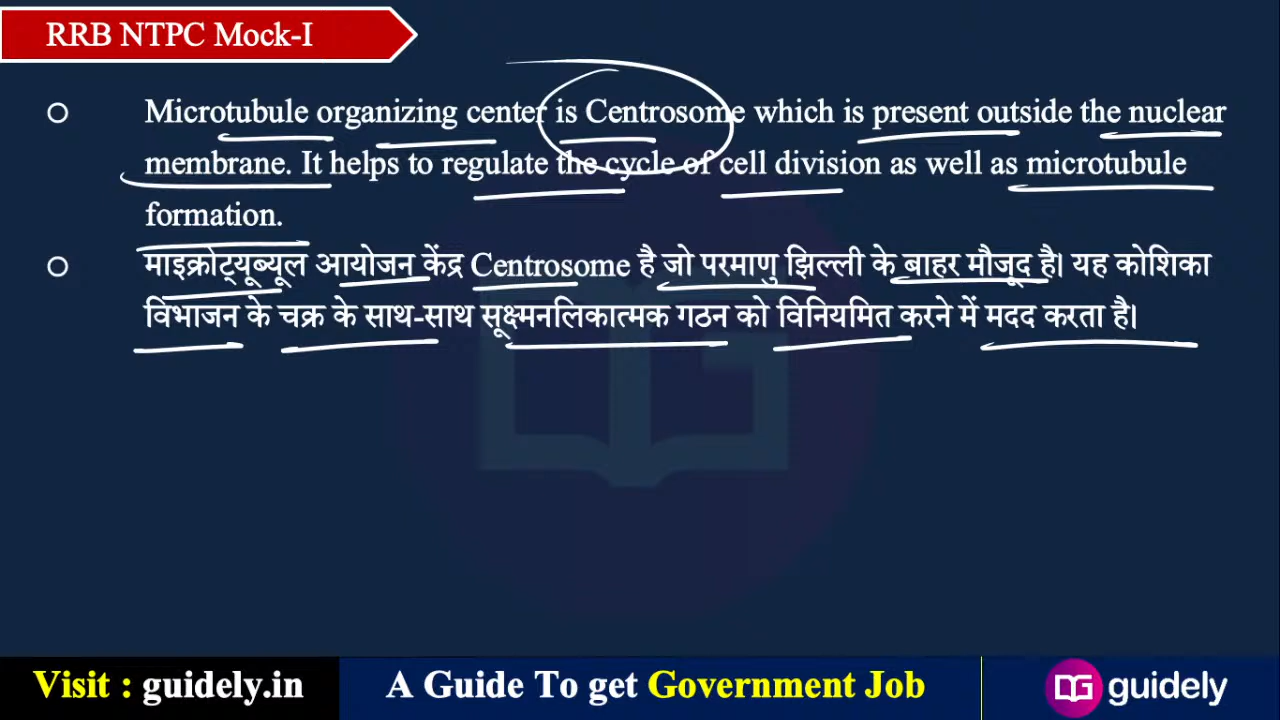 RRB NTPC Mock-I
Microtubule organizing center is Centrosome which is present outside the nuclear
membrane. It helps to regulate the cycle of cell division as well as microtubule
formation.
माइक्रोट्यूब्यूल आयोजन केंद्र Centrosome है जो परमाणु झिल्ली के बाहर मौजूद है। यह कोशिका
विभाजन के चक्र के साथ-साथ सूक्ष्मनलिकात्मक गठन को विनियमित करने में मदद करता है।
Visit : guidely.in
A Guide To get Government Job
guidely